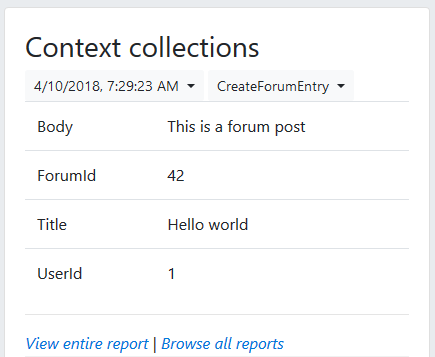 Context collections
4/10/2018, 7:29:23 AM CreateForumEntry
Body This is a forum post
ForumId 42
Title Hello world
UserId 1
View entire report | Browse all reports